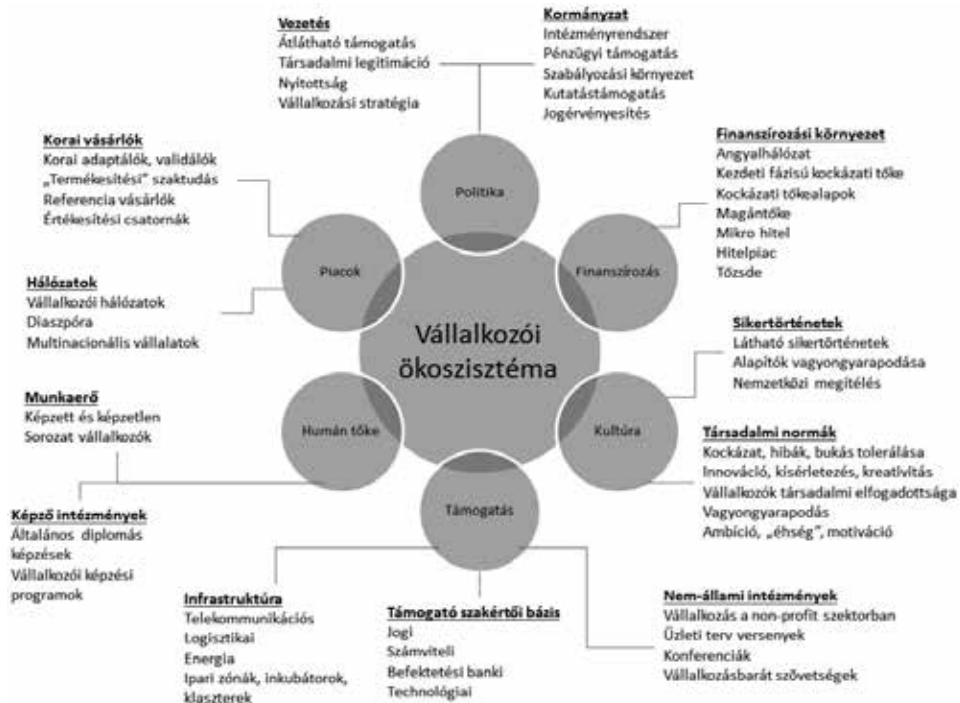 Vezetés
Átlátható támogatás
Társadalmi legitimáció
Nyitottság
Vállalkozási stratégia
Kormányzat
Intézményrendszer
Pénzügyi támogatás
Szabályozási környezet
Kutatástámogatás
Jogérvényesítés
Korai vásárlók
Korai adaptálók, validálók
„Termékesítési” szaktudás
Referencia vásárlók
Értékesítési csatornák
Finanszírozási környezet
Angyalhálózat
Kezdeti fázisú kockázati tőke
Kockázati tőkealapok
Magántőke
Mikro hitel
Hitelpiac
Tőzsde
Politika
Piacok
Finanszírozás
Hálózatok
Vállalkozói hálózatok
Diaszpóra
Multinacionális vállalatok
Vállalkozói
ökoszisztéma
Sikertörténetek
Látható sikertörténetek
Alapítók vagyongyarapodása
Nemzetközi megítélés
Munkaerő
Képzett és képzetlen
Sorozat vállalkozók
Humán tőke
Kultúra
Társadalmi normák
Kockázat, hibák, bukás tolerálása
Innováció, kísérletezés, kreativitás
Vállalkozók társadalmi elfogadottsága
Vagyongyarapodás
Ambíció, „éhség”, motiváció
Támogatás
Képző intézmények
Általános diplomás
képzések
Vállalkozói képzési
programok
Infrastruktúra
Telekommunikációs
Logisztikai
Energia
Ipari zónák, inkubátorok,
klaszterek
Támogató szakértői bázis
Jogi
Számviteli
Befektetési banki
Technológiai
Nem-állami intézmények
Vállalkozás a non-profit szektorban
Üzleti terv versenyek
Konferenciák
Vállalkozásbarát szövetségek